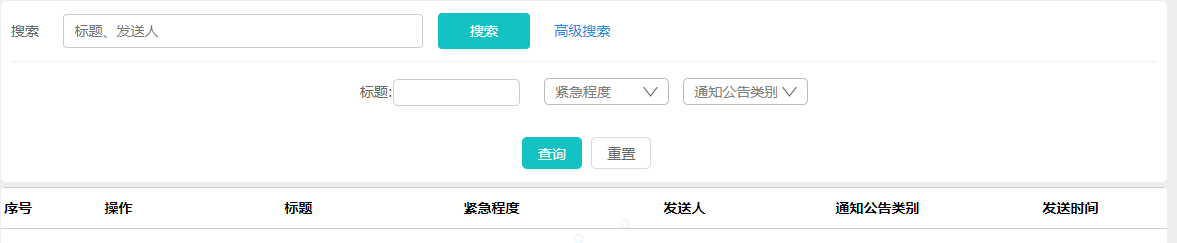 搜索 标题、发送人 搜索 高级搜索
标题: 紧急程度 通知公告类别
查询 重置
序号 操作 标题 紧急程度 发送人 通知公告类别 发送时间